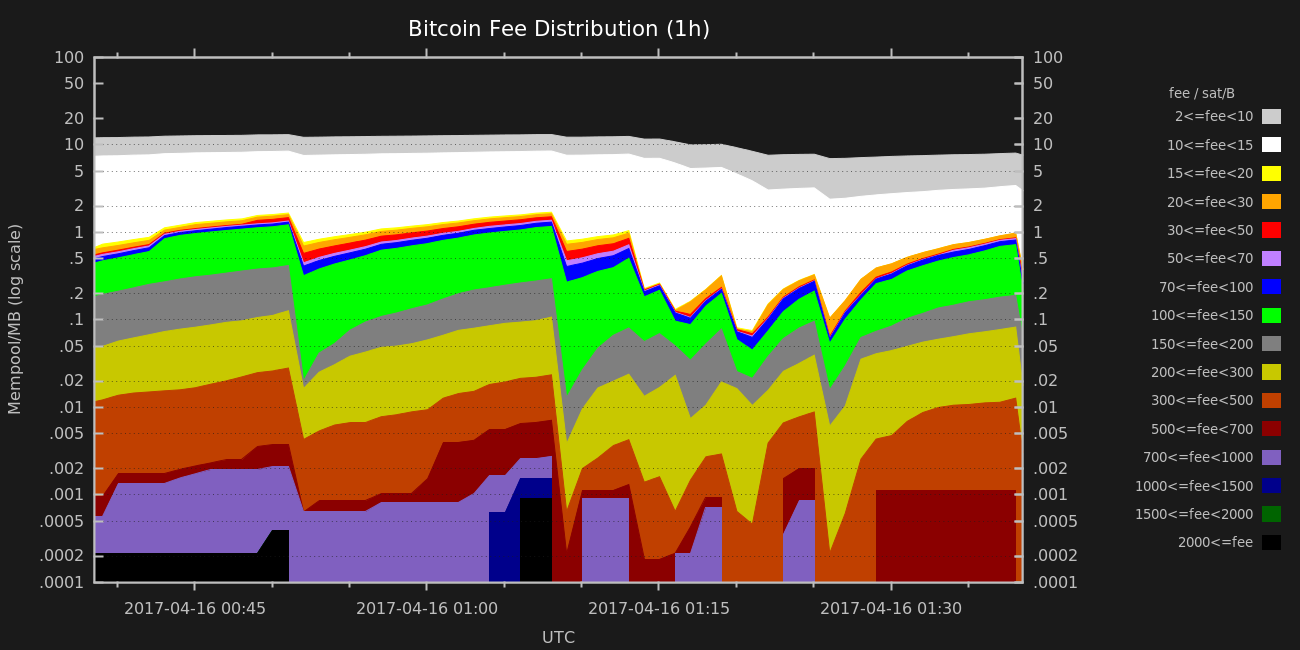 Bitcoin Fee Distribution (1h)
100
50
20
10
5
2
1
.5
.2
.1
.05
.02
.01
.005
.002
.001
.0005
.0002
.0001
Mempool/MB (log scale)
100
50
20
10
5
2
1
.5
.2
.1
.05
.02
.01
.005
.002
.001
.0005
.0002
.0001
2017-04-16 00:45
2017-04-16 01:00
2017-04-16 01:15
2017-04-16 01:30
UTC
fee / sat/B
2<=fee<10
10<=fee<15
15<=fee<20
20<=fee<30
30<=fee<50
50<=fee<70
70<=fee<100
100<=fee<150
150<=fee<200
200<=fee<300
300<=fee<500
500<=fee<700
700<=fee<1000
1000<=fee<1500
1500<=fee<2000
2000<=fee